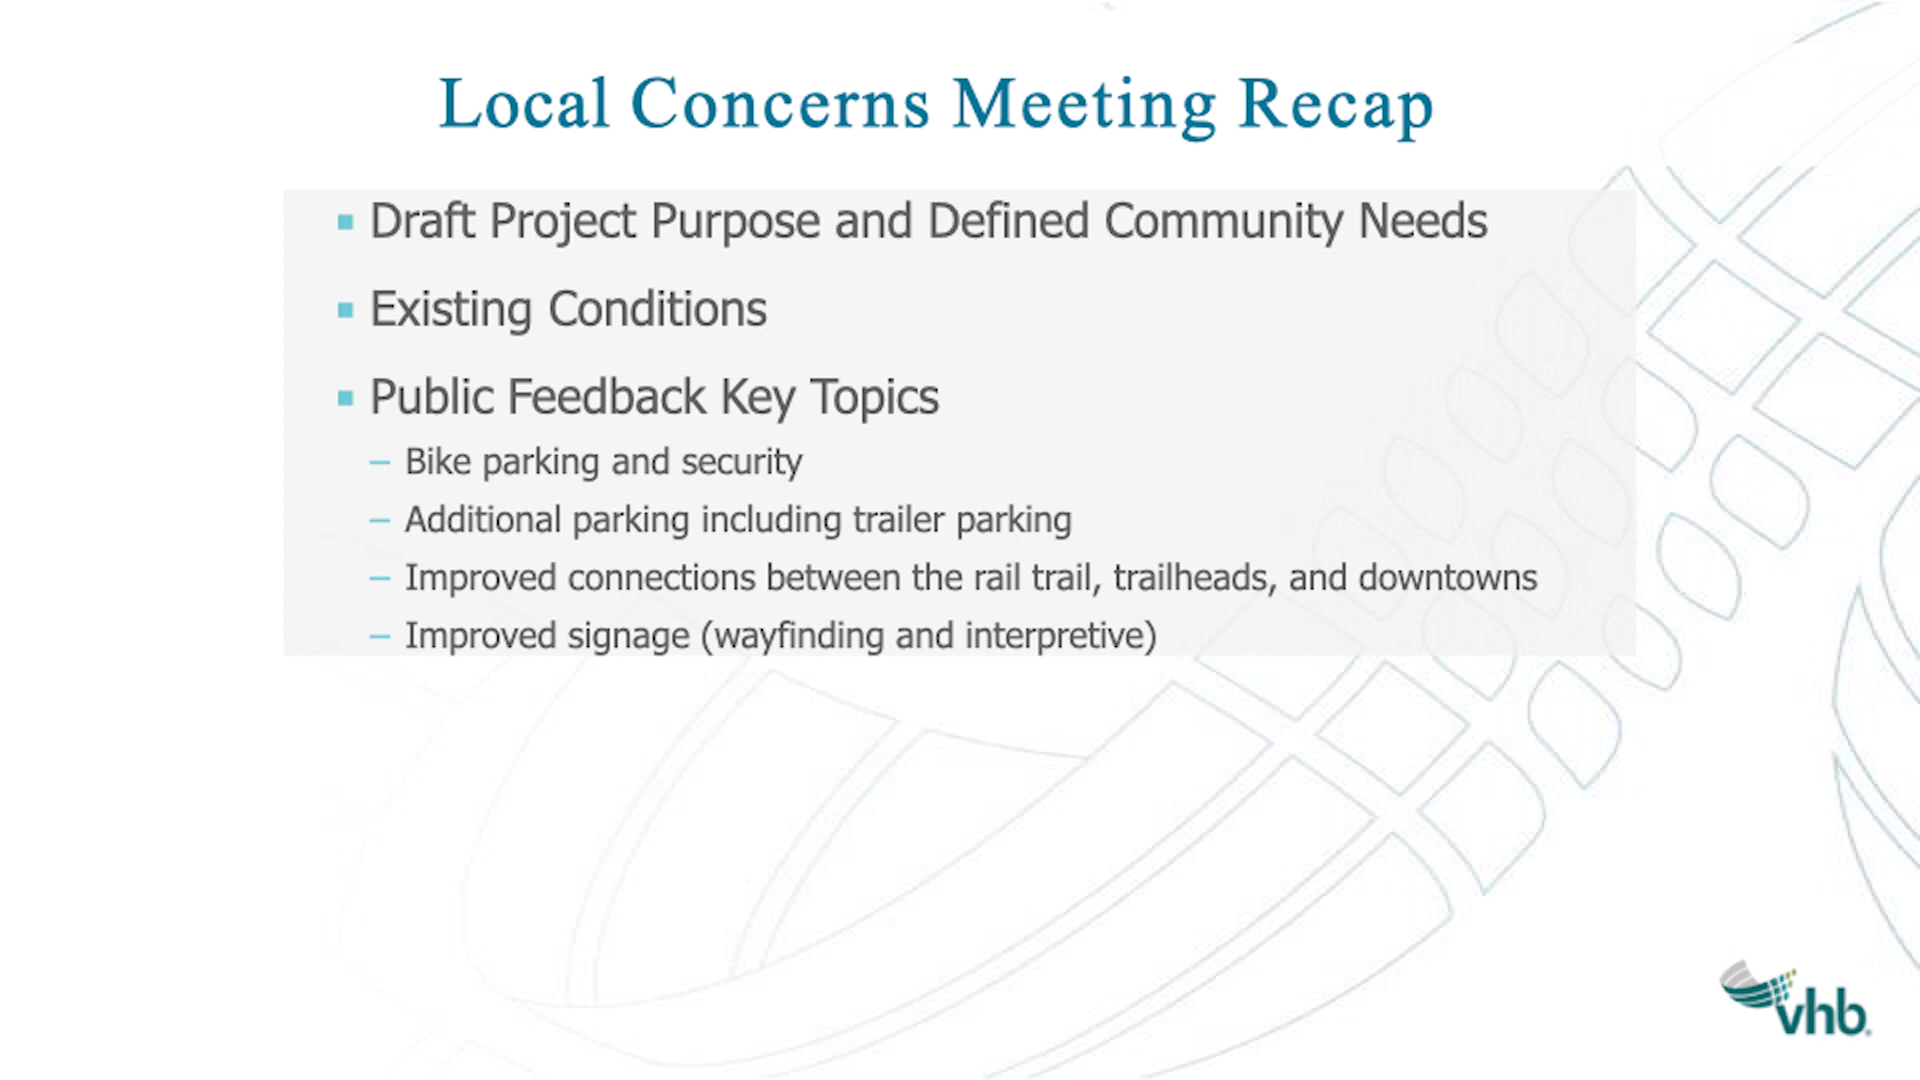 Local Concerns Meeting Recap
▪ Draft Project Purpose and Defined Community Needs
▪ Existing Conditions
▪ Public Feedback Key Topics
– Bike parking and security
– Additional parking including trailer parking
– Improved connections between the rail trail, trailheads, and downtowns
– Improved signage (wayfinding and interpretive)
vhb